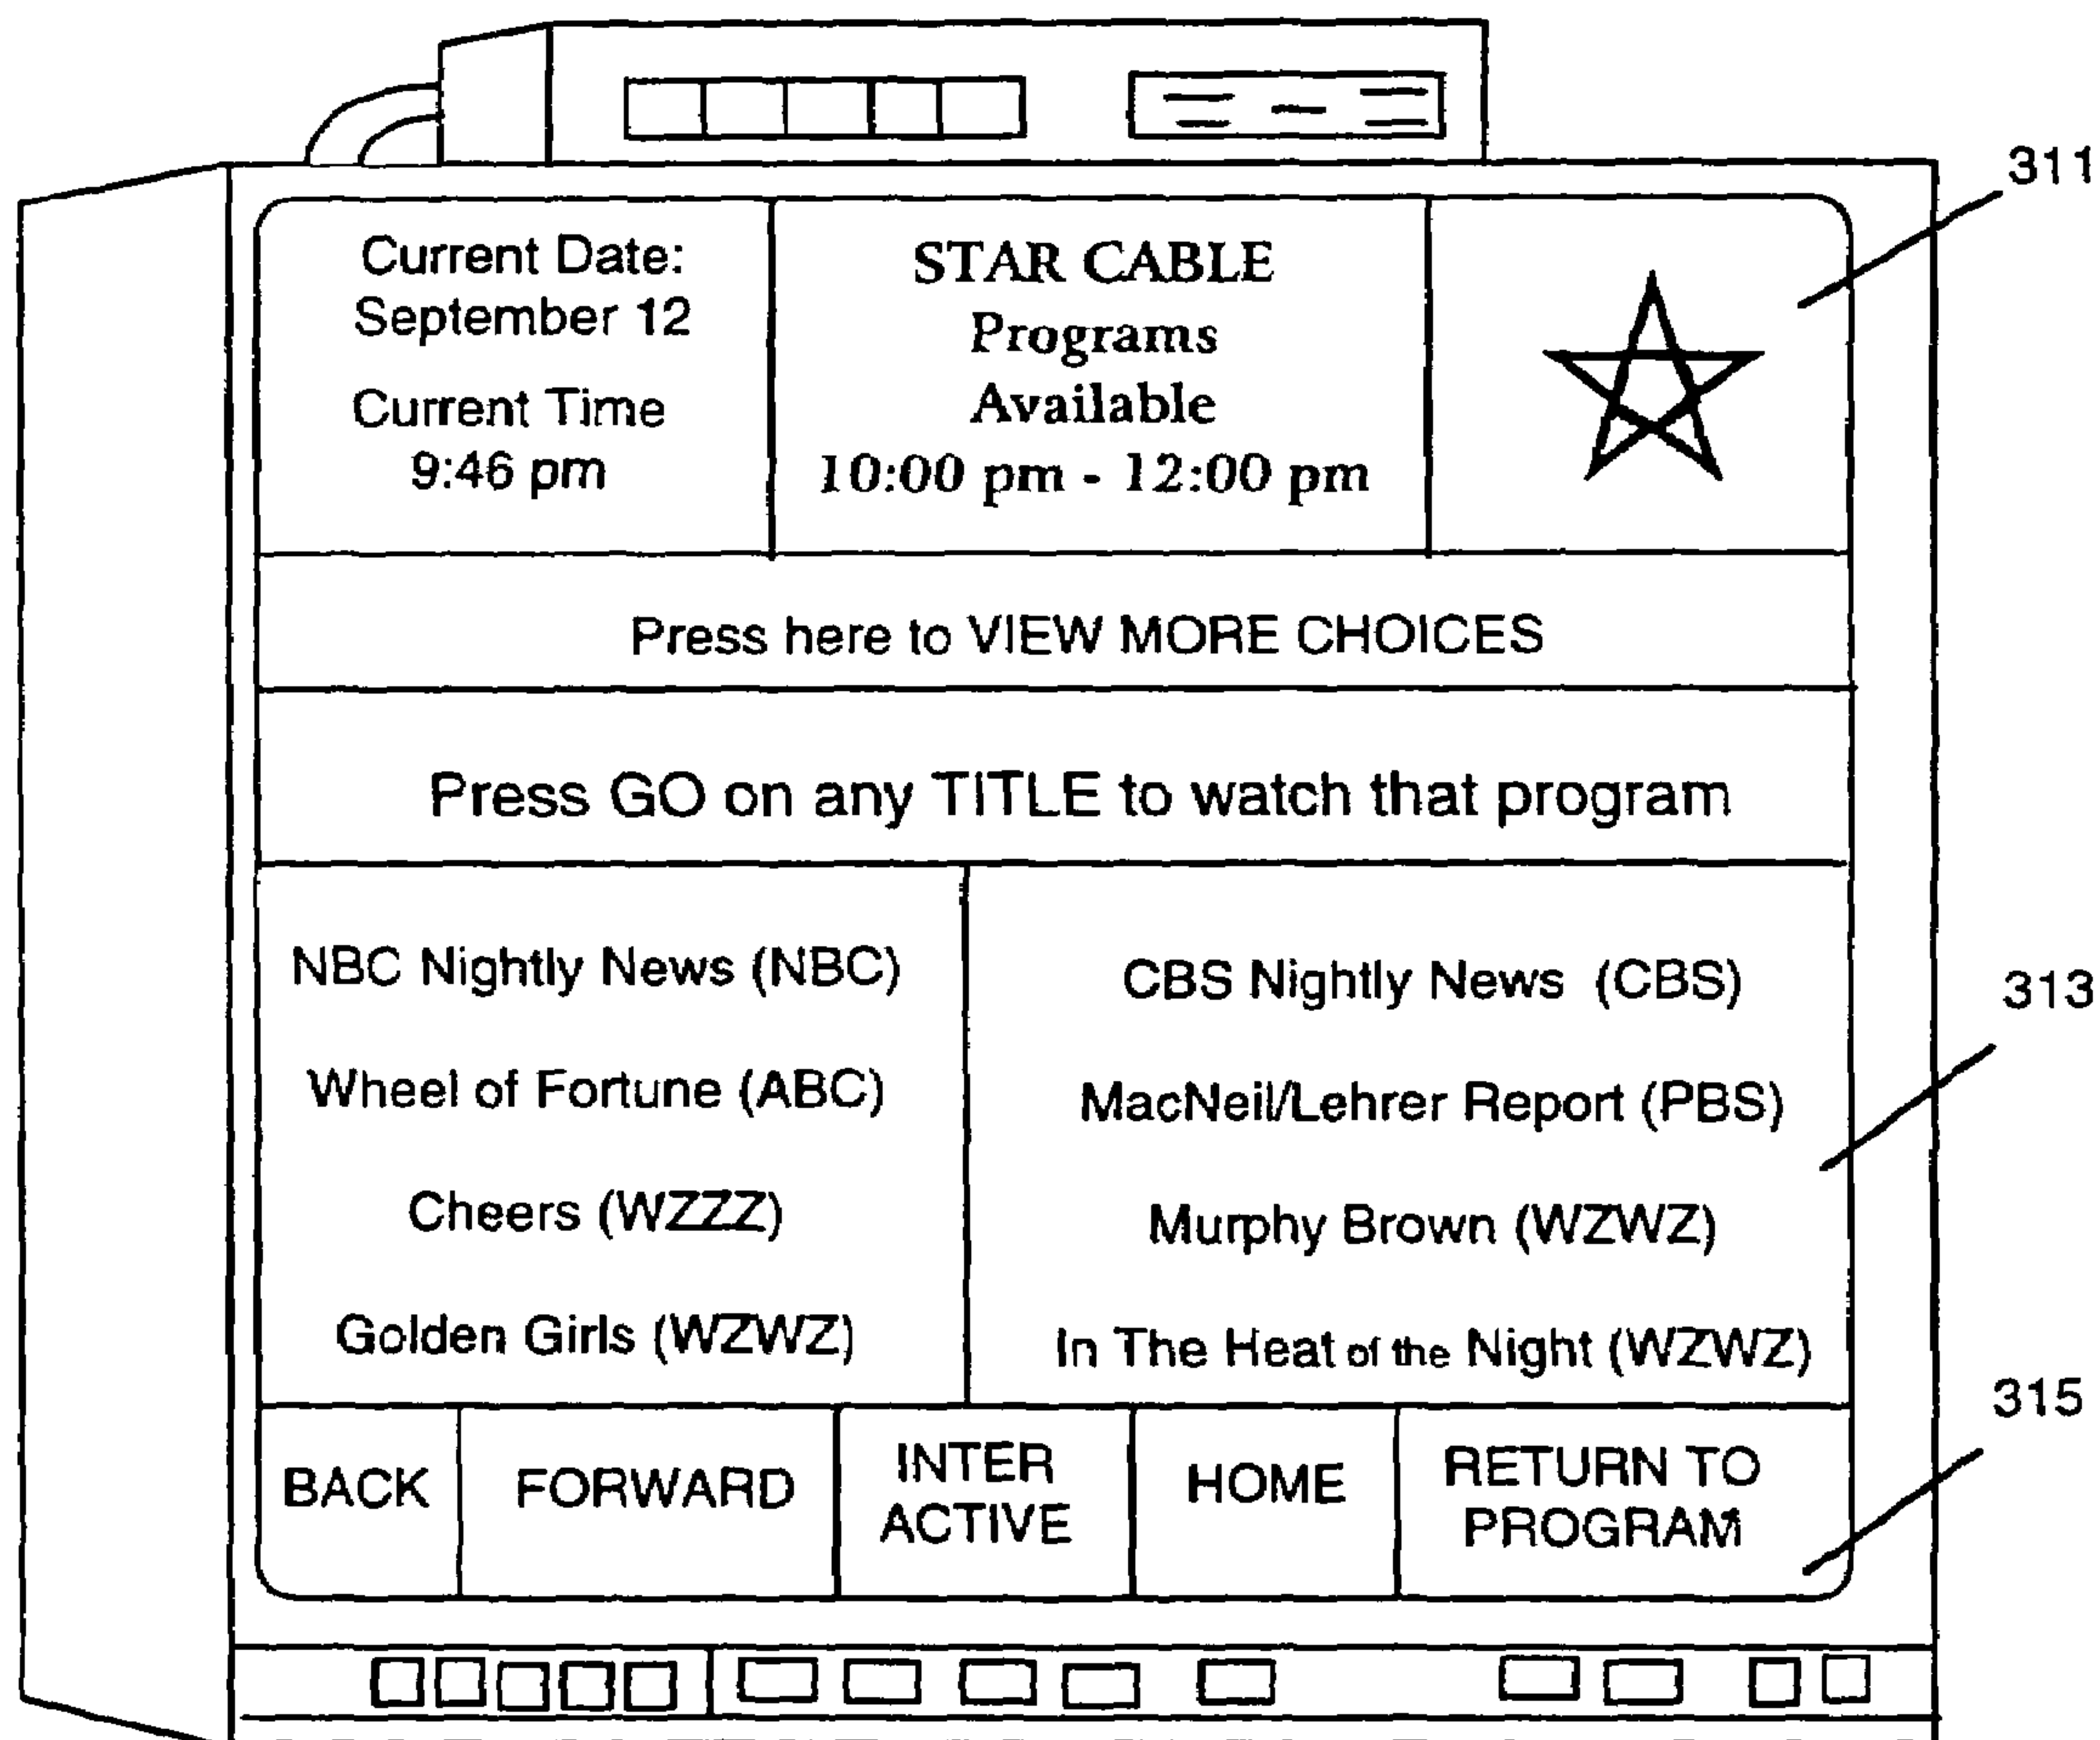 311
Current Date:
September 12
Current Time
9:46 pm
STAR CABLE
Programs
Available
10:00 pm - 12:00 pm
Press here to VIEW MORE CHOICES
Press GO on any TITLE to watch that program
NBC Nightly News (NBC)
Wheel of Fortune (ABC)
Cheers (WZZZ)
Golden Girls (WZWZ)
CBS Nightly News (CBS)
MacNeil/Lehrer Report (PBS)
Murphy Brown (WZWZ)
In The Heat of the Night (WZWZ)
313
315
BACK
FORWARD
INTER
ACTIVE
HOME
RETURN TO
PROGRAM